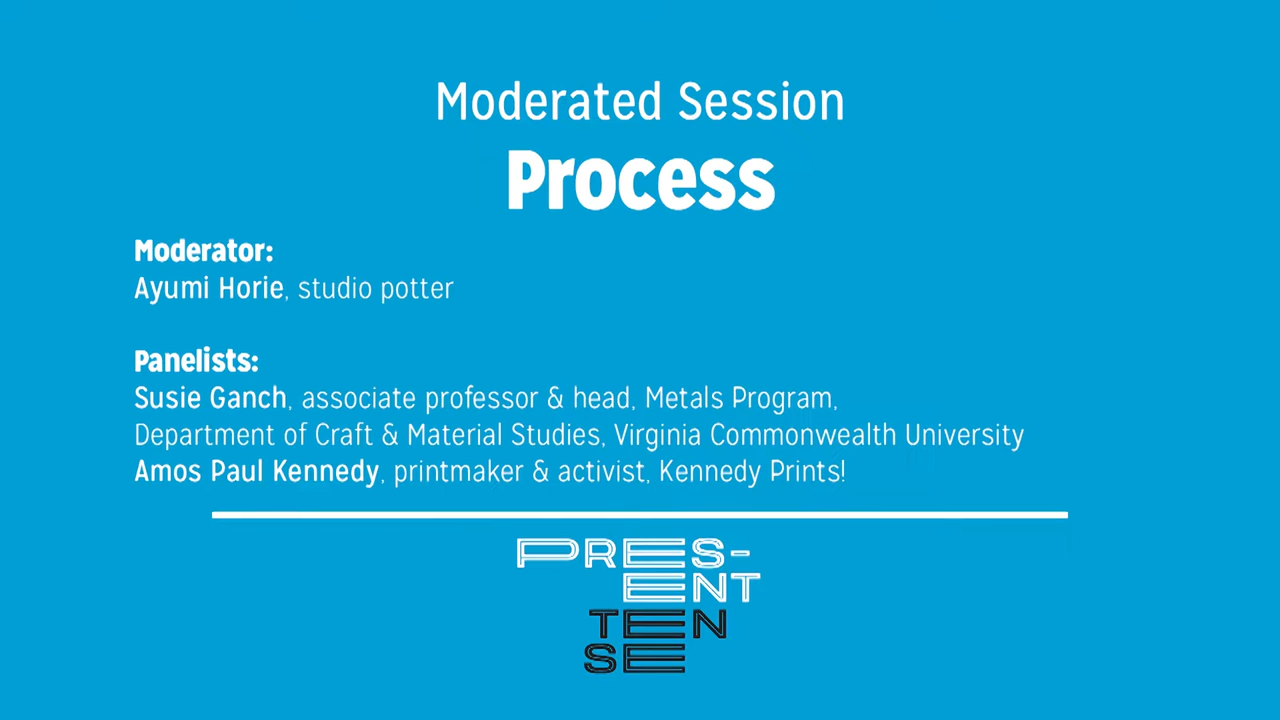 Moderated Session
Process
Moderator:
Ayumi Horie, studio potter
Panelists:
Susie Ganch, associate professor & head, Metals Program,
Department of Craft & Material Studies, Virginia Commonwealth University
Amos Paul Kennedy, printmaker & activist, Kennedy Prints!
PRES-
ENT
TEN
SE